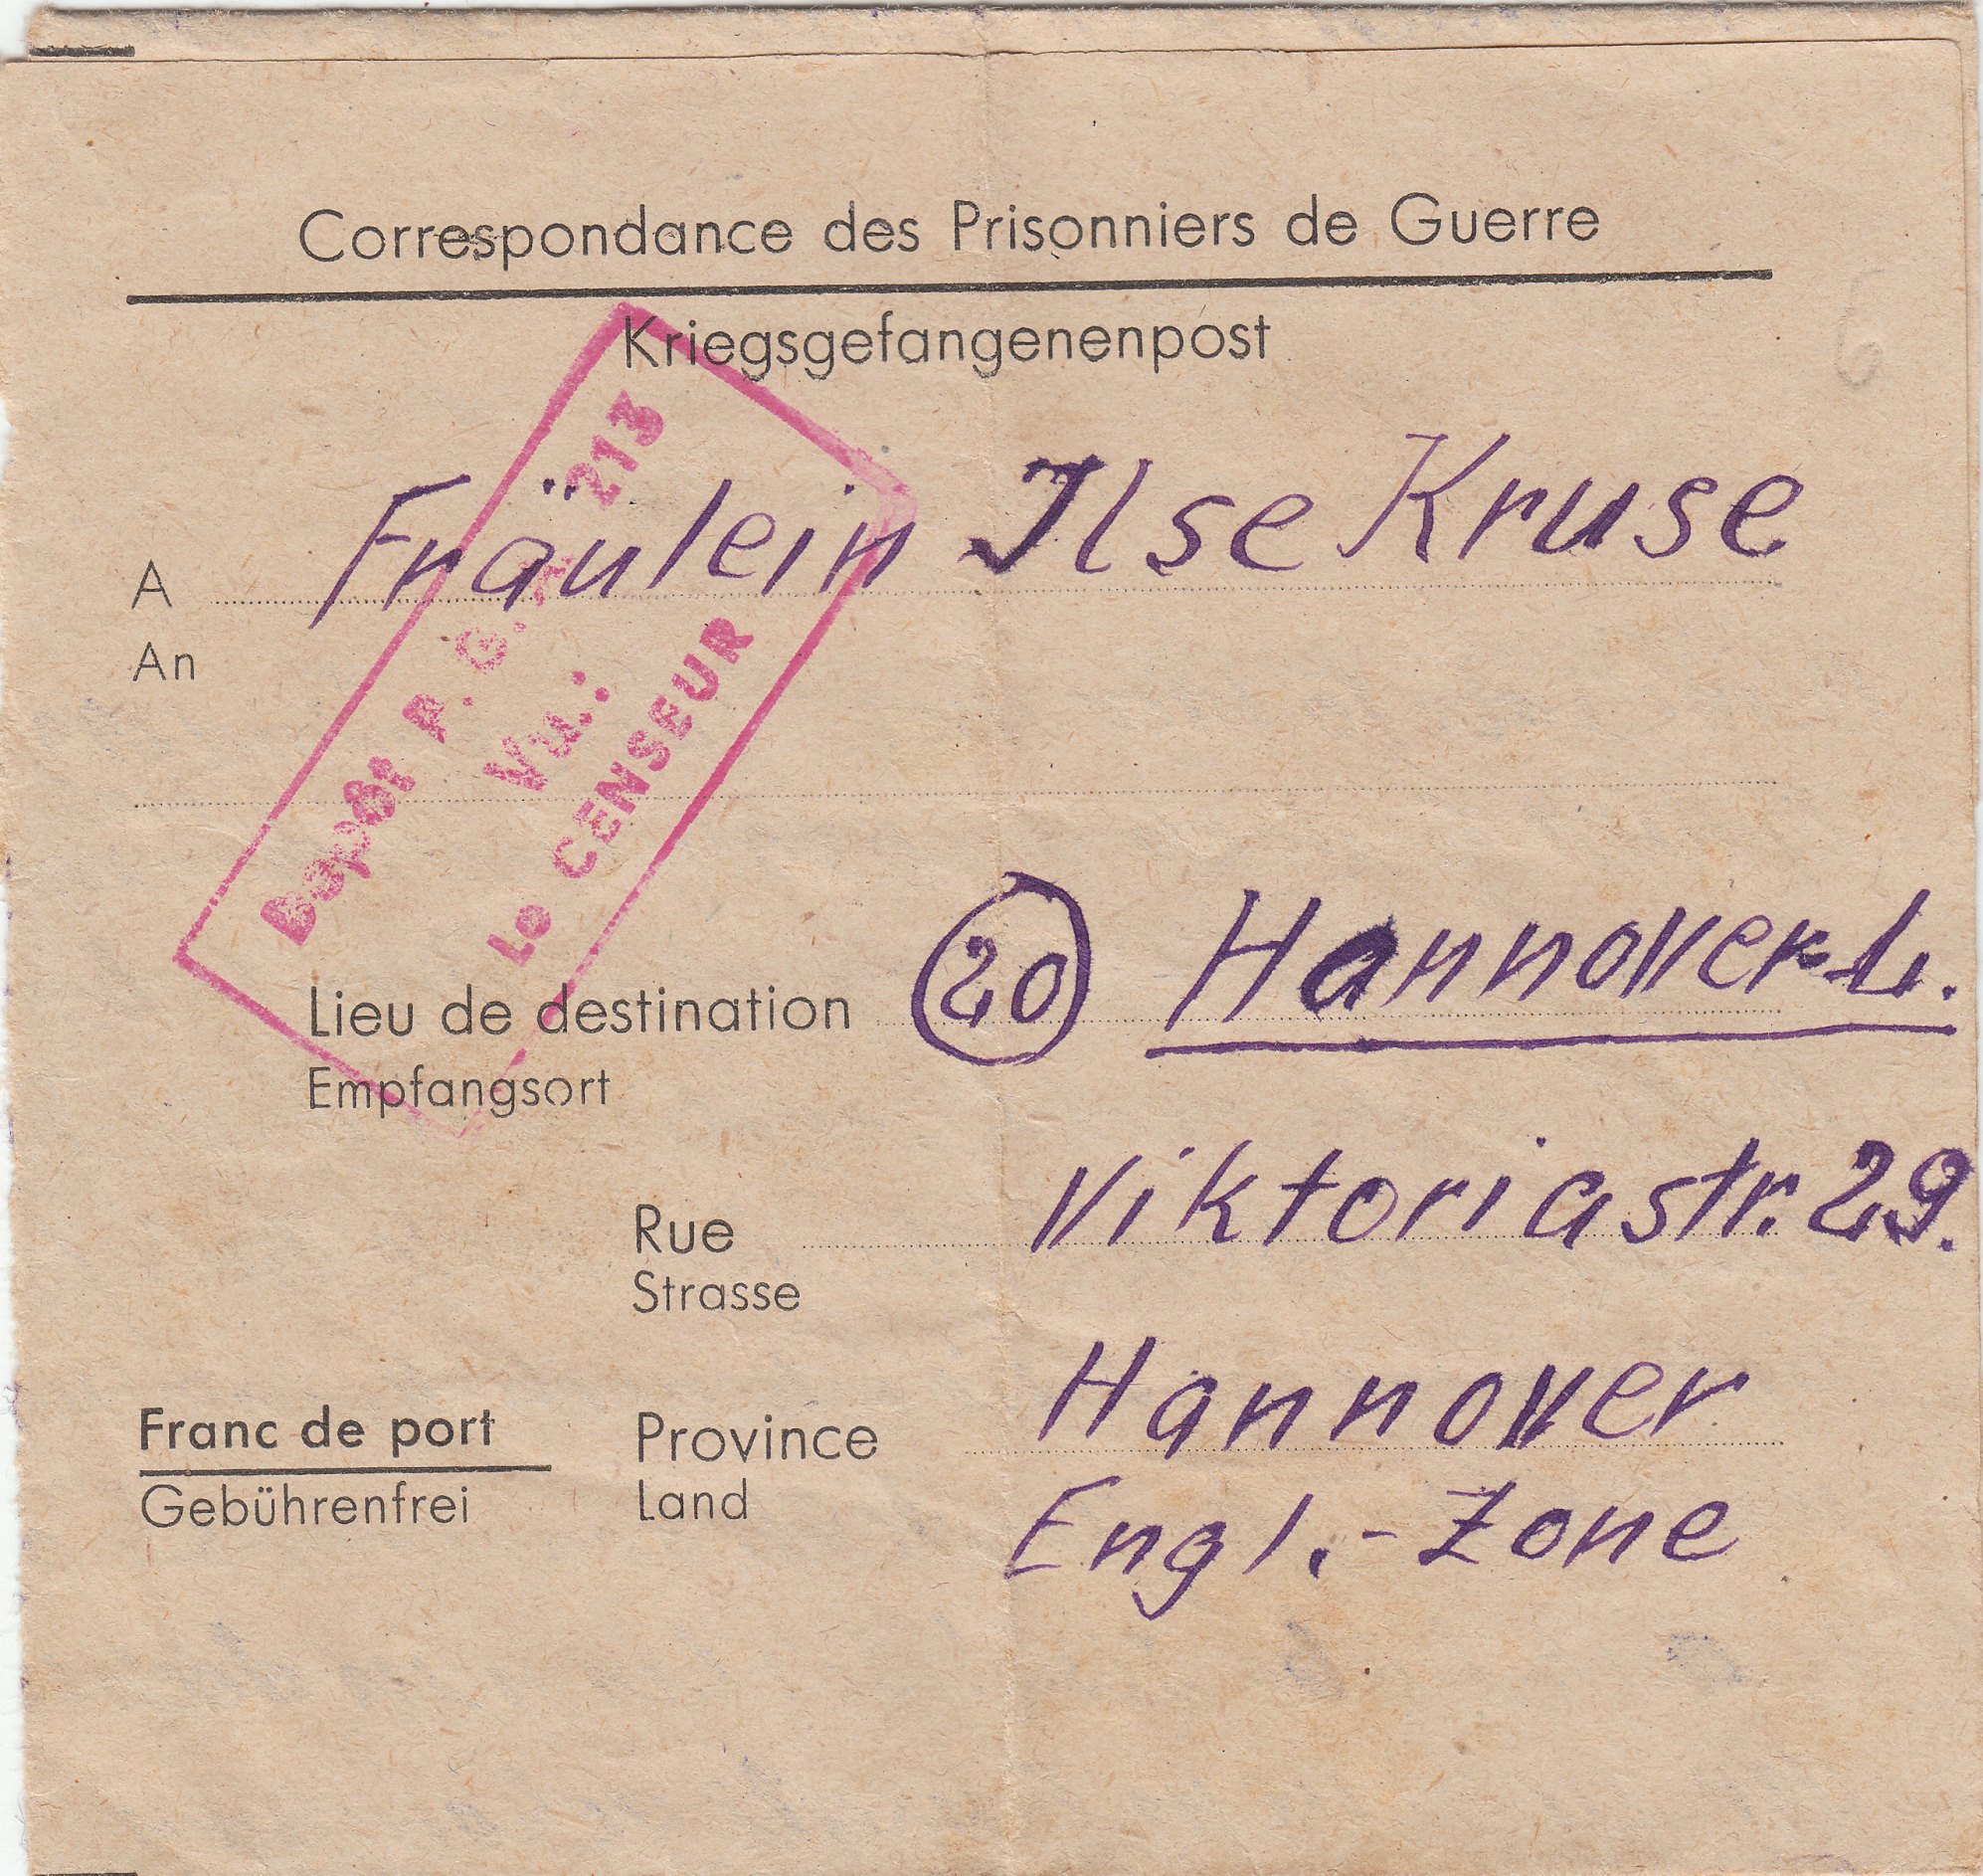 Correspondance des Prisonniers de Guerre
Kriegsgefangenenpost
A Fräulein Ilse Kruse
An
Dépôt P. G. 213
Vu:
Le CENSEUR
Lieu de destination (20) Hannover-L.
Empfangsort
Rue Viktoriastr. 29.
Strasse
Franc de port Province Hannover
Gebührenfrei Land Engl.-Zone
6